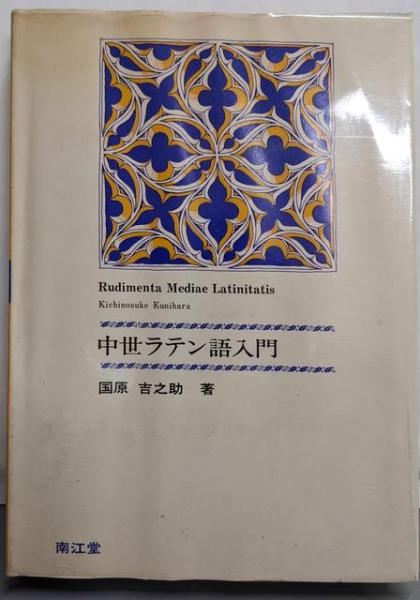 Rudimenta Mediae Latinitatis
Kichinosuke Kunihara
中世ラテン語入門
国原 吉之助 著
南江堂